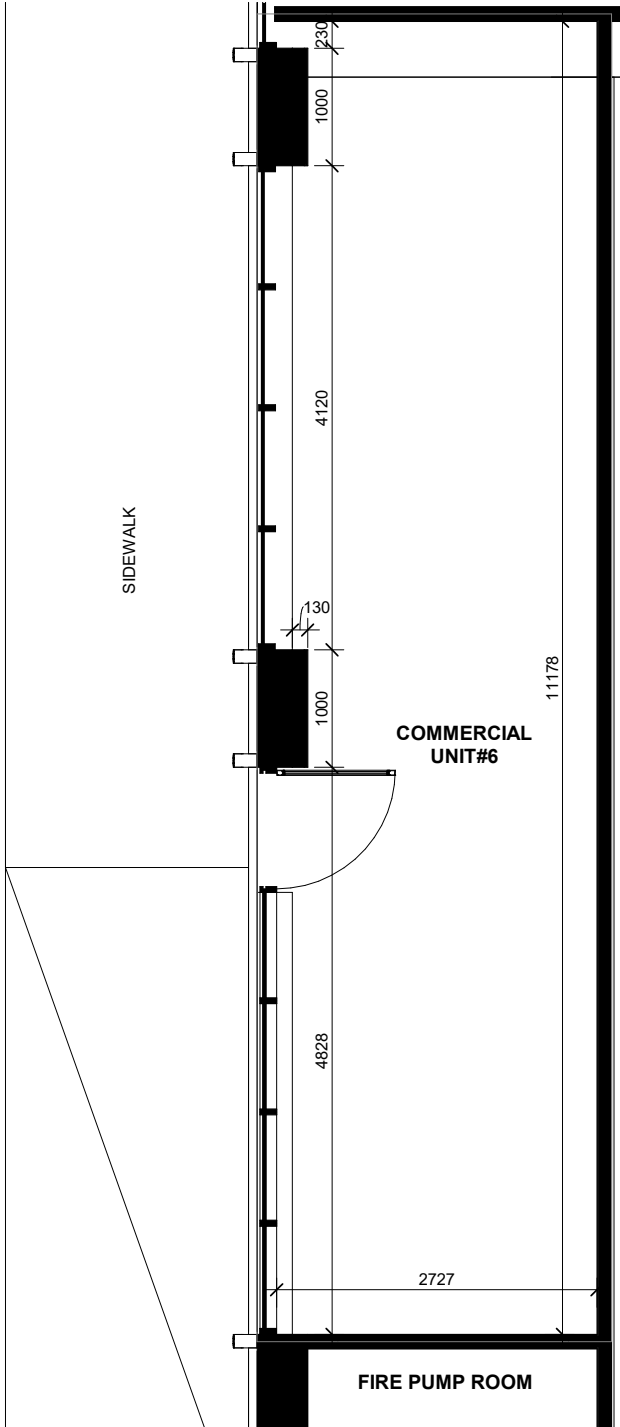 230
1000
4120
SIDEWALK
130
11178
1000
COMMERCIAL
UNIT#6
4828
2727
FIRE PUMP ROOM